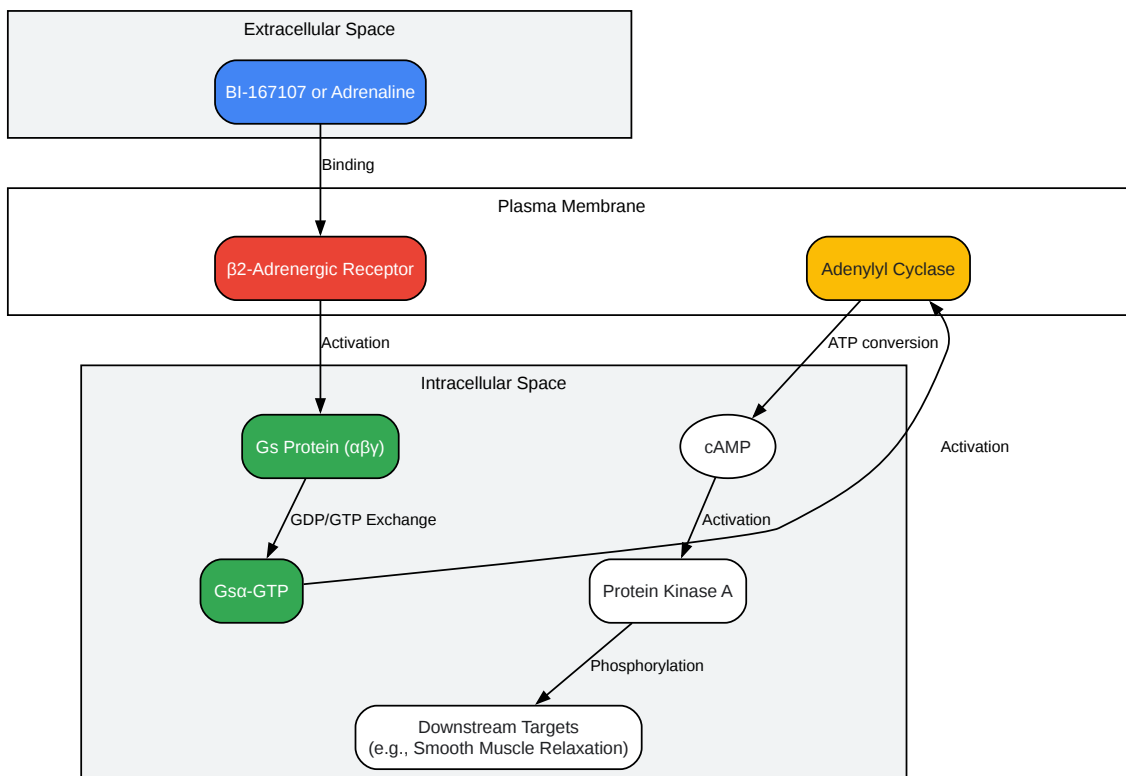 Extracellular Space
BI-167107 or Adrenaline
Binding
Plasma Membrane
β2-Adrenergic Receptor
Adenylyl Cyclase
Activation
ATP conversion
Intracellular Space
Gs Protein (αβγ)
cAMP
Activation
GDP/GTP Exchange
Activation
Gsα-GTP
Protein Kinase A
Phosphorylation
Downstream Targets
(e.g., Smooth Muscle Relaxation)